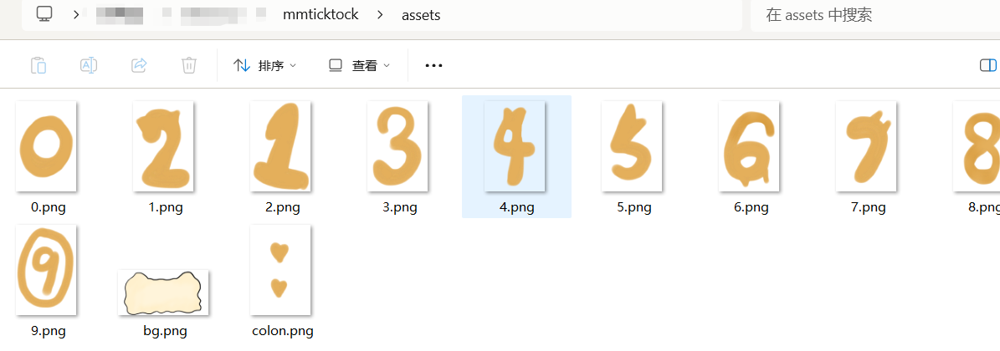 mmticktock > assets
在 assets 中搜索
排序
查看
0
2
1
3
4
5
6
7
8
0.png
1.png
2.png
3.png
4.png
5.png
6.png
7.png
8.png
9
9.png
bg.png
colon.png